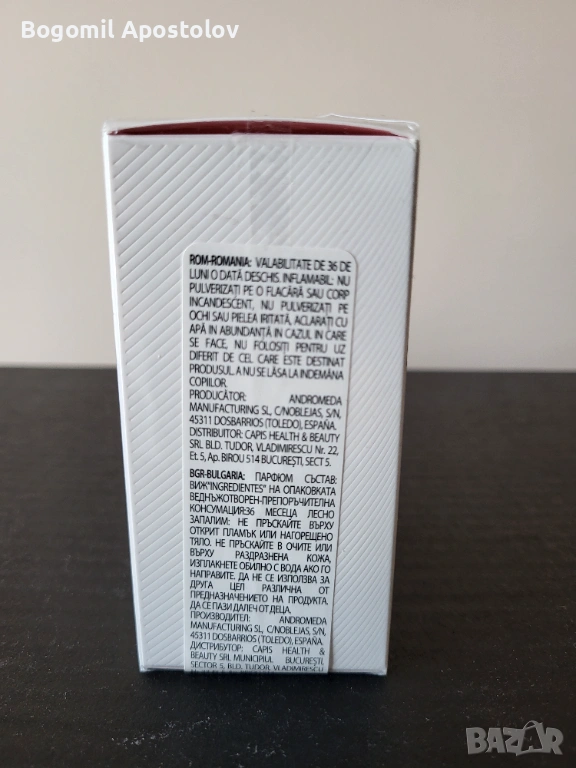 Bogomil Apostolov
ROM-ROMANIA: VALABILITATE DE 36 DE
LUNI O DATĂ DESCHIS. INFLAMABIL: NU
PULVERIZAȚI PE O FLACĂRĂ SAU CORP
INCANDESCENT, NU PULVERIZAȚI PE
OCHI SAU PIELEA IRITATĂ, ACLARAȚI CU
APĂ IN ABUNDANȚĂ IN CAZUL IN CARE
SE FACE, NU FOLOSIȚI PENTRU UZ
DIFERIT DE CEL CARE ESTE DESTINAT
PRODUSUL. A NU SE LĂSA LA INDEMÂNA
COPIILOR.
PRODUCĂTOR: ANDROMEDA
MANUFACTURING SL, C/NOBLEJAS, S/N,
45311 DOSBARRIOS (TOLEDO), ESPAÑA.
DISTRIBUITOR: CAPIS HEALTH & BEAUTY
SRL BLD. TUDOR, VLADIMIRESCU Nr. 22,
Et. 5, Ap. BIROU 514 BUCUREȘTI, SECT 5.
BGR-BULGARIA: ПАРФЮМ СЪСТАВ:
ВИЖ"INGREDIENTES" НА ОПАКОВКАТА
ВЕДНЪЖОТВОРЕН-ПРЕПОРЪЧИТЕЛНА
КОНСУМАЦИЯ:36 МЕСЕЦА ЛЕСНО
ЗАПАЛИМ: НЕ ПРЪСКАЙТЕ ВЪРХУ
ОТКРИТ ПЛАМЪК ИЛИ НАГОРЕЩЕНО
ТЯЛО. НЕ ПРЪСКАЙТЕ В ОЧИТЕ ИЛИ
ВЪРХУ РАЗДРАЗНЕНА КОЖА,
ИЗПЛАКНЕТЕ ОБИЛНО С ВОДА АКО ГО
НАПРАВИТЕ. ДА НЕ СЕ ИЗПОЛЗВА ЗА
ДРУГА ЦЕЛ РАЗЛИЧНА ОТ
ПРЕДНАЗНАЧЕНИЕТО НА ПРОДУКТА.
ДА СЕ ПАЗИ ДАЛЕЧ ОТ ДЕЦА.
ПРОИЗВОДИТЕЛ: ANDROMEDA
MANUFACTURING SL, C/NOBLEJAS, S/N,
45311 DOSBARRIOS (TOLEDO), ESPAÑA
ДИСТРИБУТОР: CAPIS HEALTH &
BEAUTY SRL MUNICIPIUL BUCUREȘTI,
SECTOR 5, BLD. TUDOR, VLADIMIRESCU
BAZAR